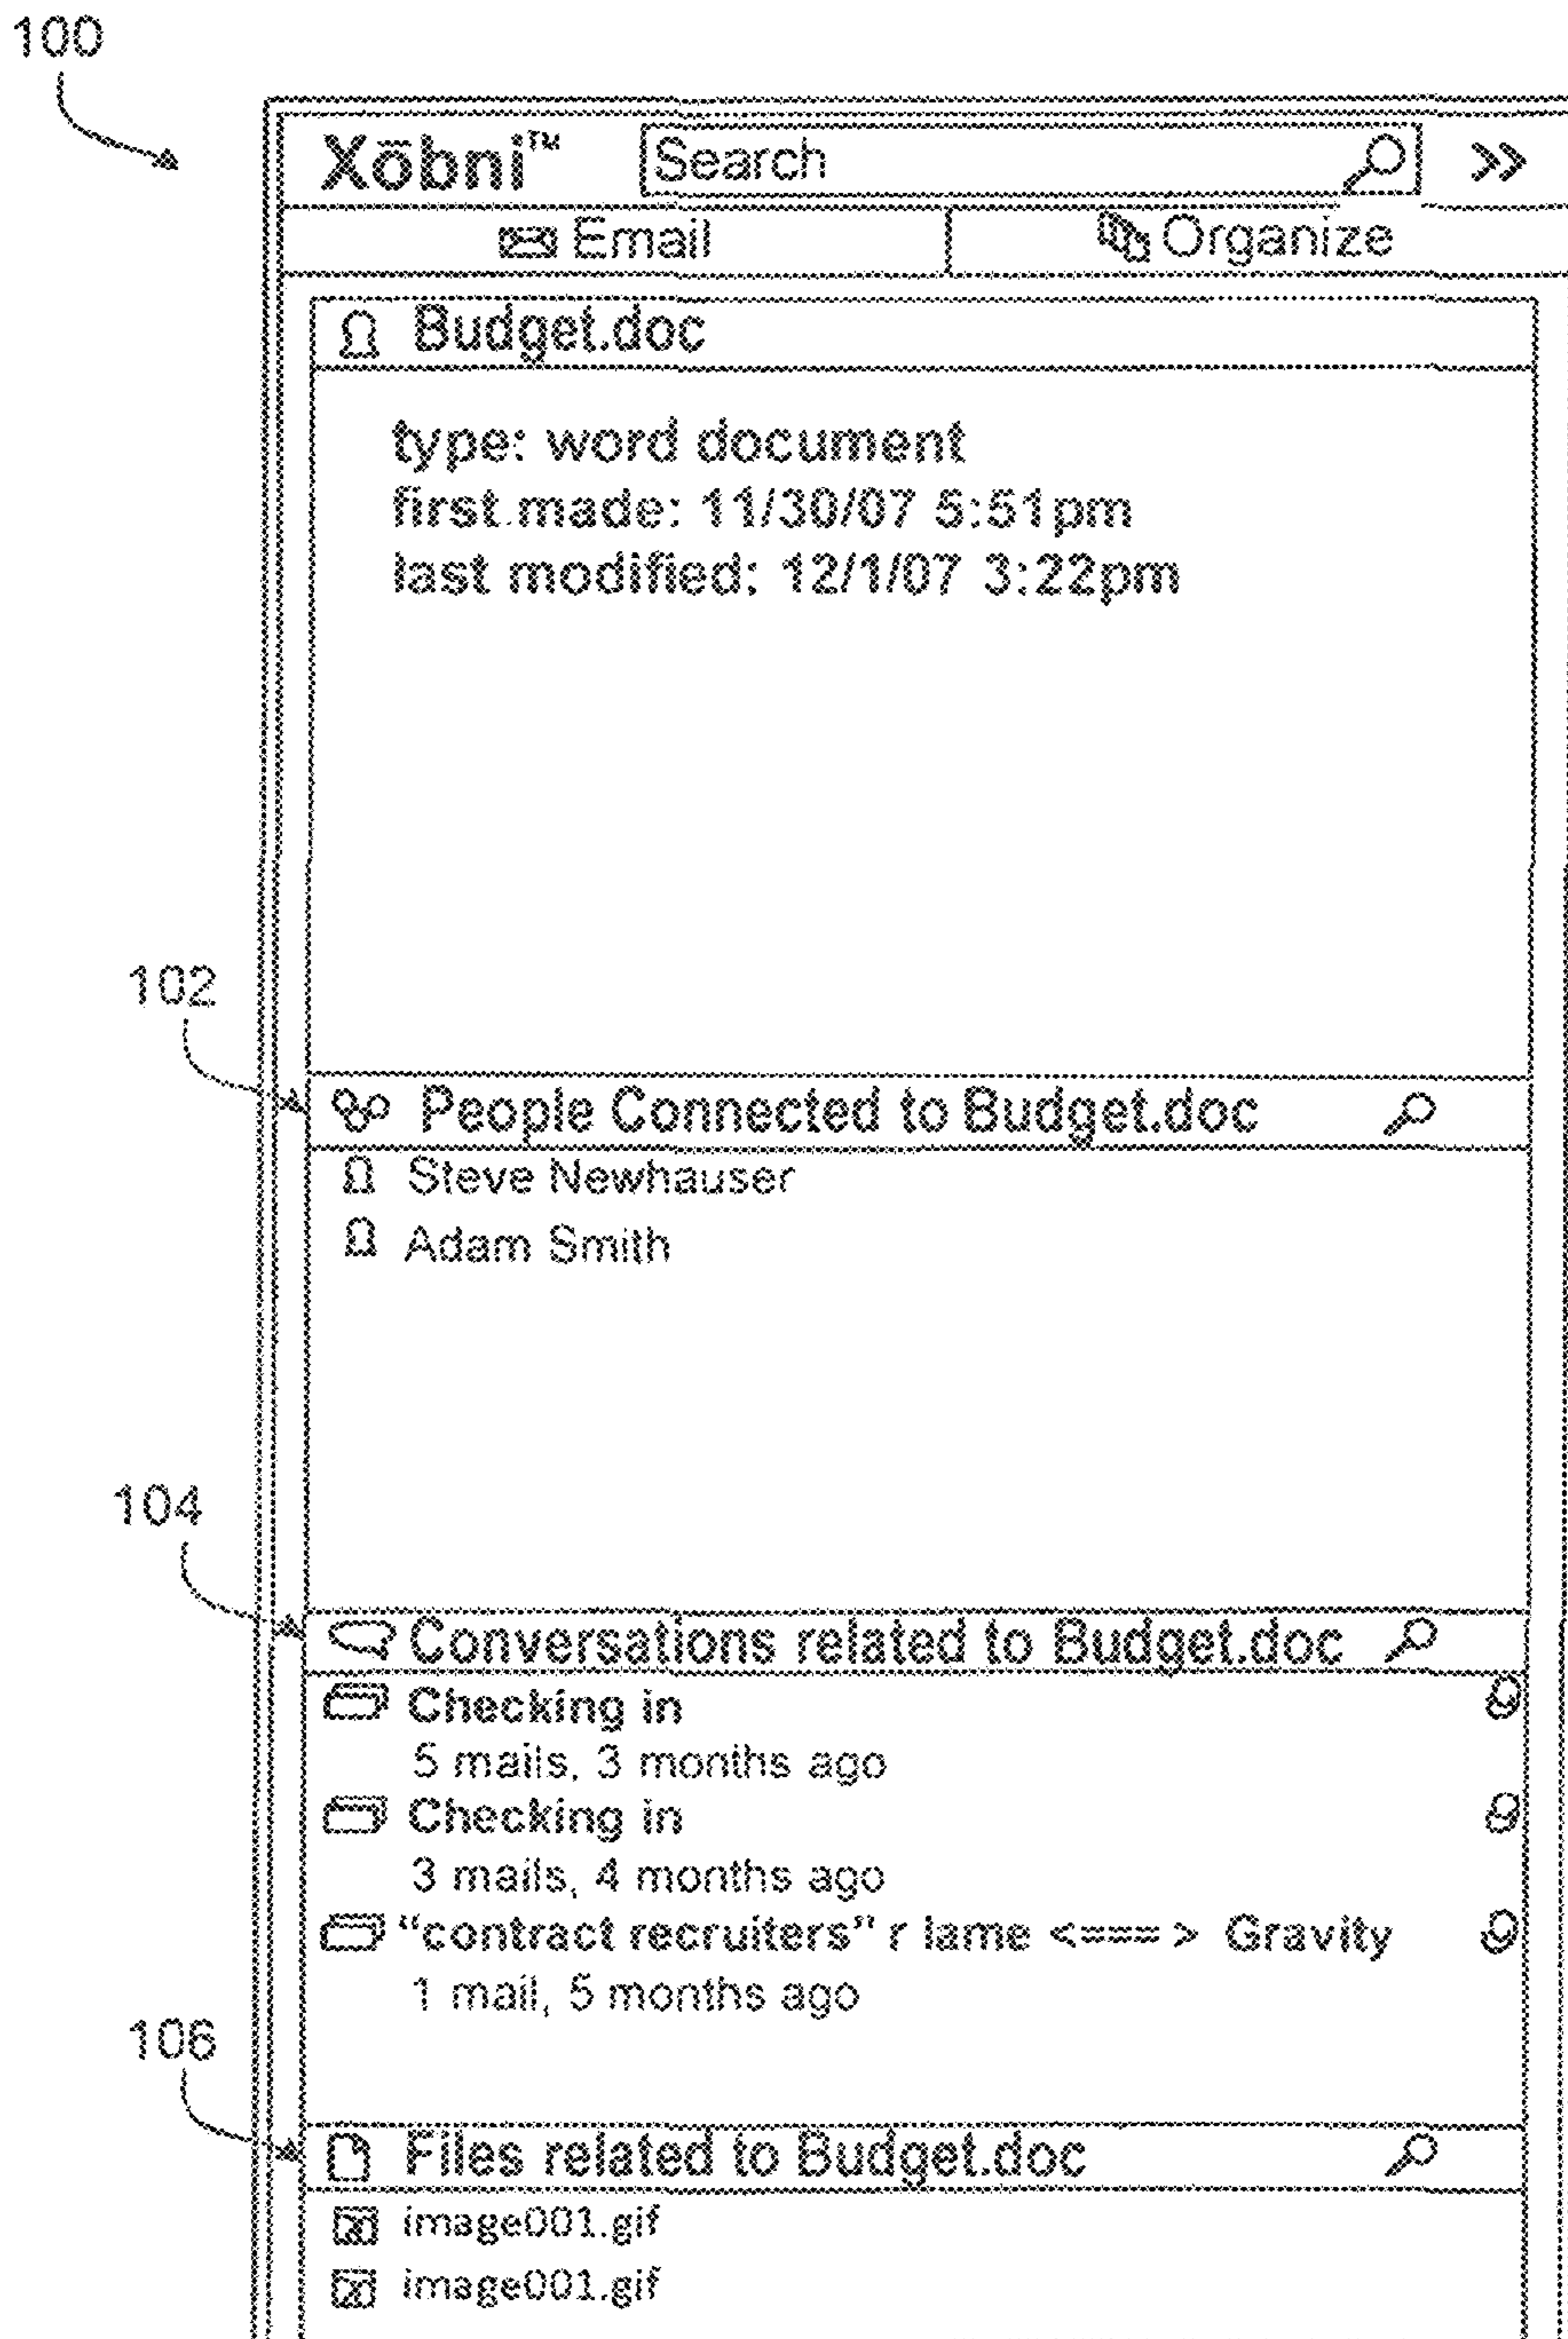 100
Xōbni™ Search »
Email Organize
Budget.doc
type: word document
first made: 11/30/07 5:51pm
last modified: 12/1/07 3:22pm
102
People Connected to Budget.doc
Steve Newhauser
Adam Smith
104
Conversations related to Budget.doc
Checking in
5 mails, 3 months ago
Checking in
3 mails, 4 months ago
“contract recruiters” r lame <=== > Gravity
1 mail, 5 months ago
106
Files related to Budget.doc
image001.gif
image001.gif